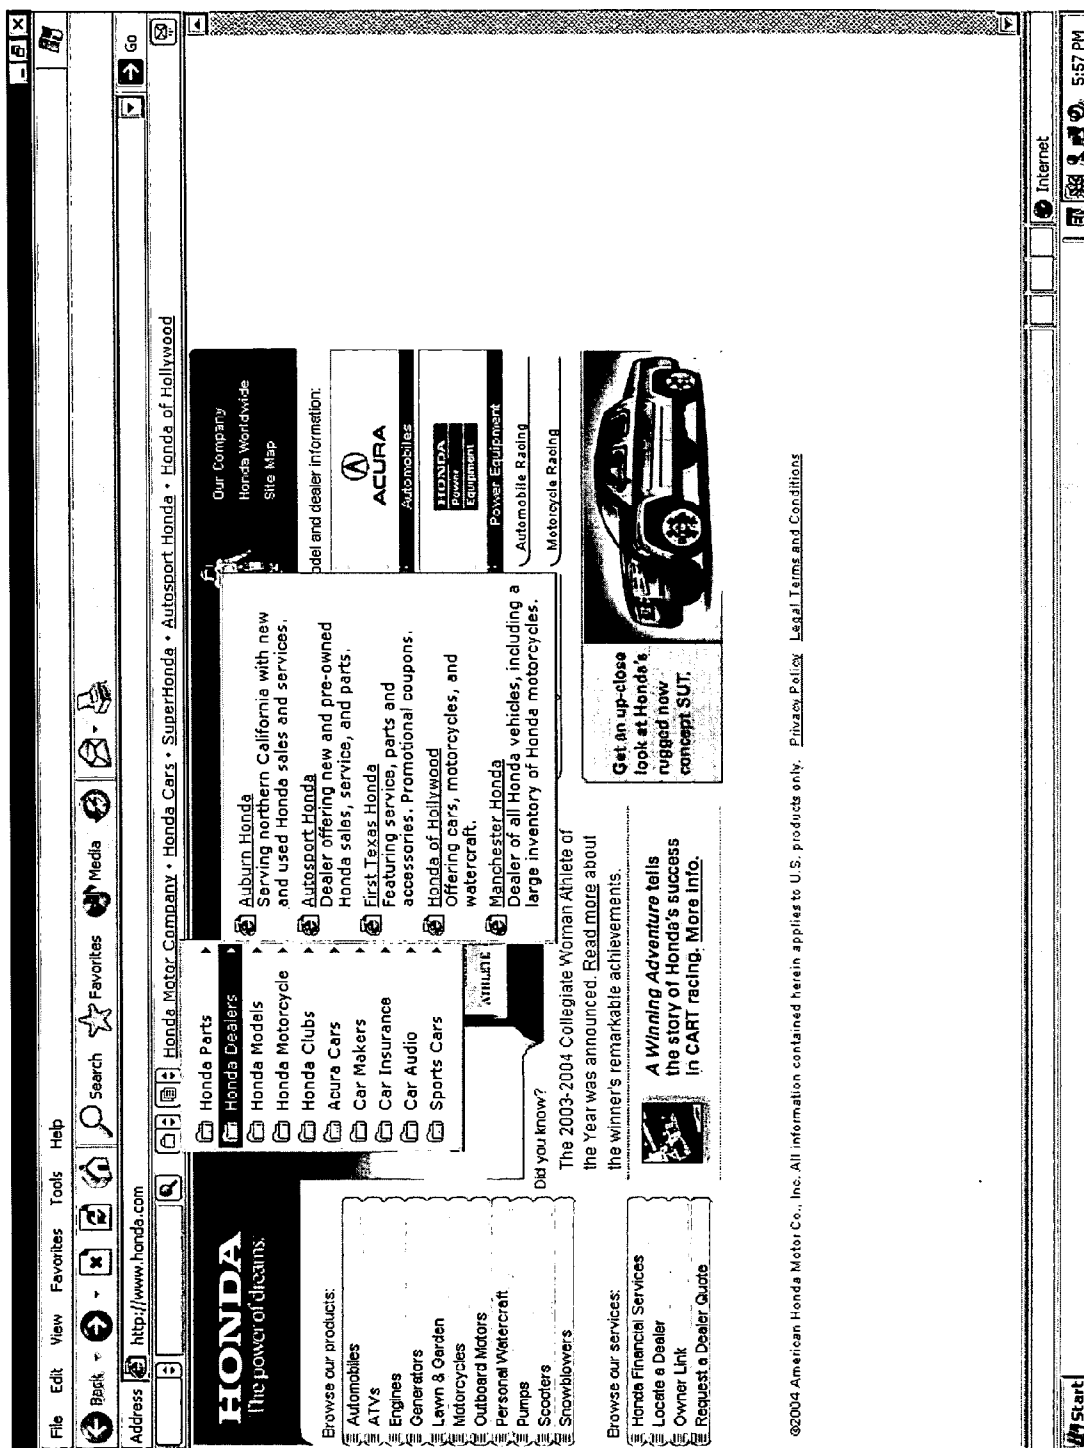 File Edit View Favorites Tools Help
Back Search Favorites Media
Address http://www.honda.com Go
Honda Motor Company • Honda Cars • SuperHonda • Autosport Honda • Honda of Hollywood
HONDA
The power of dreams.
Our Company
Honda Worldwide
Site Map
Honda Parts
Honda Dealers
Honda Models
Honda Motorcycle
Honda Clubs
Acura Cars
Car Makers
Car Insurance
Car Audio
Sports Cars
Auburn Honda
Serving northern California with new
and used Honda sales and services.
Autosport Honda
Dealer offering new and pre-owned
Honda sales, service, and parts.
First Texas Honda
Featuring service, parts and
accessories. Promotional coupons.
Honda of Hollywood
Offering cars, motorcycles, and
watercraft.
Manchester Honda
Dealer of all Honda vehicles, including a
large inventory of Honda motorcycles.
odel and dealer information:
ACURA
Automobiles
HONDA
Power
Equipment
Power Equipment
Automobile Racing
Motorcycle Racing
ATHLETE
Browse our products:
Automobiles
ATVs
Engines
Generators
Lawn & Garden
Motorcycles
Outboard Motors
Personal Watercraft
Pumps
Scooters
Snowblowers
Did you know?
The 2003-2004 Collegiate Woman Athlete of
the Year was announced. Read more about
the winner's remarkable achievements.
Browse our services:
Honda Financial Services
Locate a Dealer
Owner Link
Request a Dealer Quote
A Winning Adventure tells
the story of Honda's success
in CART racing. More Info.
Get an up-close
look at Honda's
rugged new
concept SUT.
©2004 American Honda Motor Co., Inc. All information contained herein applies to U.S. products only. Privacy Policy Legal Terms and Conditions
Internet
Start EN 5:57 PM